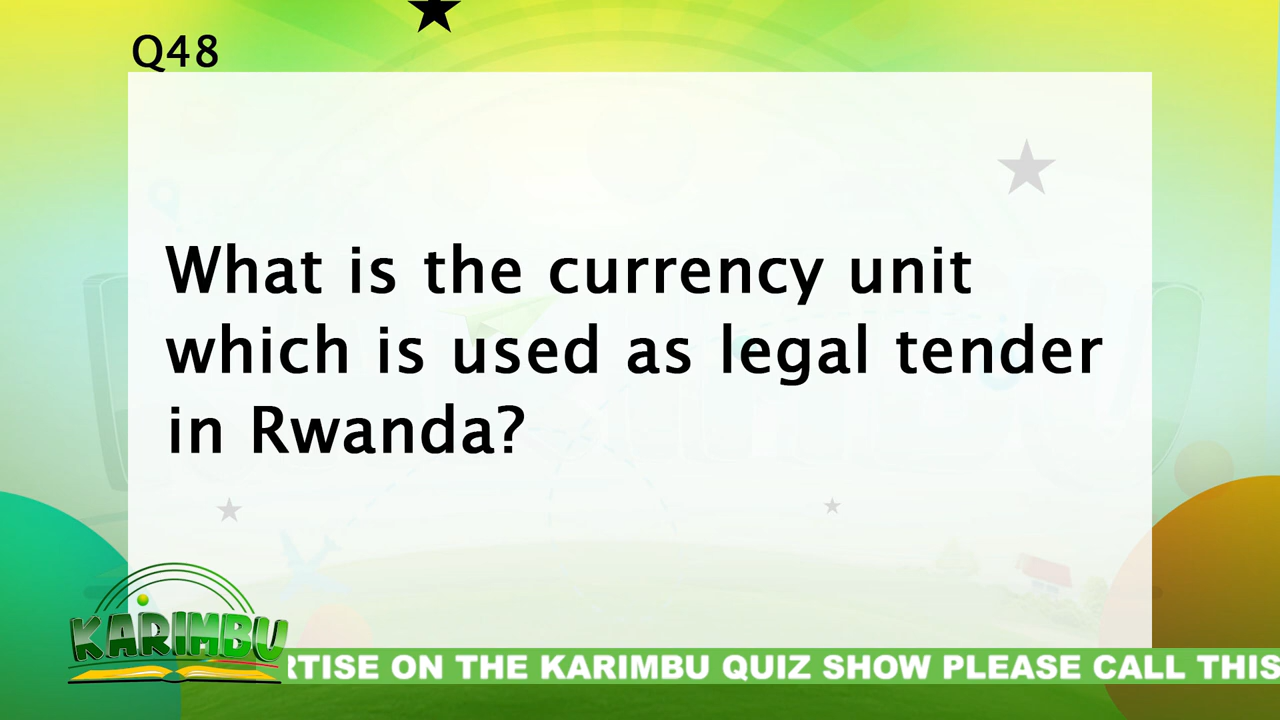 Q48
What is the currency unit
which is used as legal tender
in Rwanda?
KARIMBU
RTISE ON THE KARIMBU QUIZ SHOW PLEASE CALL THIS